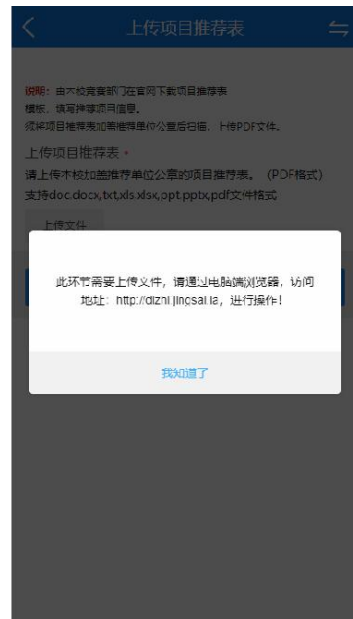 上传项目推荐表
说明：由本校竞赛部门在官网下载项目推荐表
模板，填写推荐项目信息。
须将项目推荐表加盖推荐单位公章后扫描，上传PDF文件。
上传项目推荐表 *
请上传本校加盖推荐单位公章的项目推荐表。（PDF格式）
支持doc.docx,txt,xls.xlsx,ppt.pptx,pdf文件格式
上传文件
此环节需要上传文件，请通过电脑端浏览器，访问
地址：http://dizhi.jingsai.la，进行操作！
我知道了